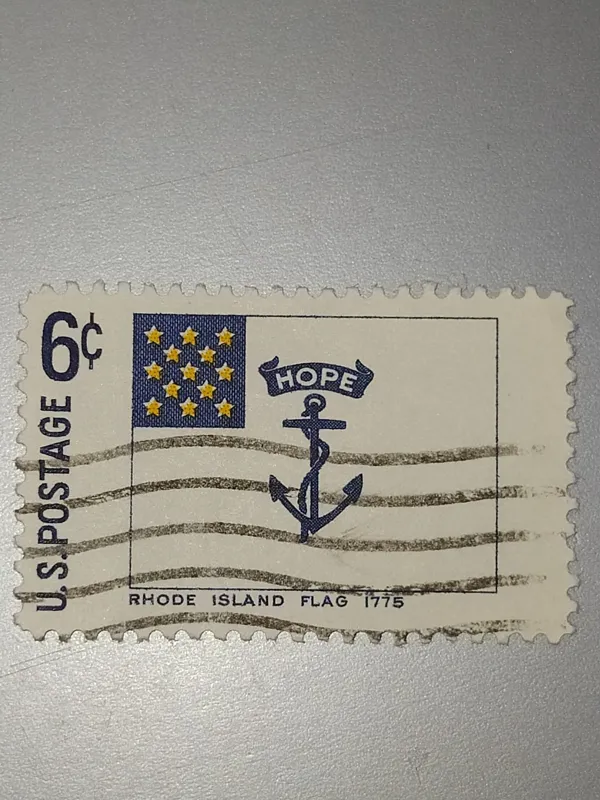 6¢
U.S. POSTAGE
HOPE
RHODE ISLAND FLAG 1775